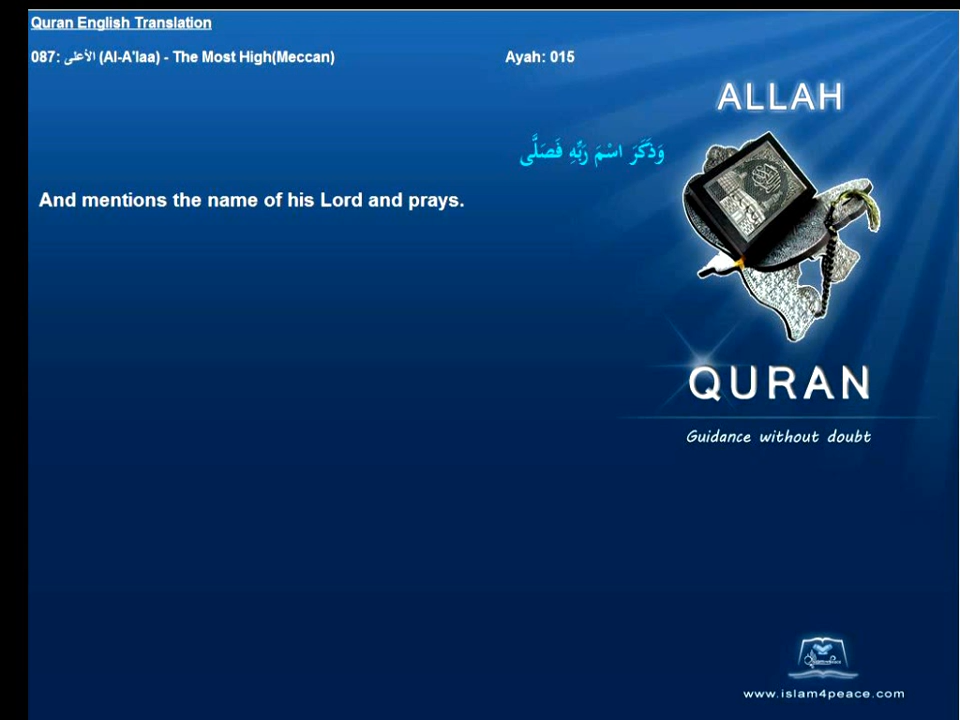 Quran English Translation
087: الأعلى (Al-A'laa) - The Most High(Meccan) Ayah: 015
ALLAH
وَذَكَرَ اسْمَ رَبِّهِ فَصَلَّى
And mentions the name of his Lord and prays.
QURAN
Guidance without doubt
www.islam4peace.com